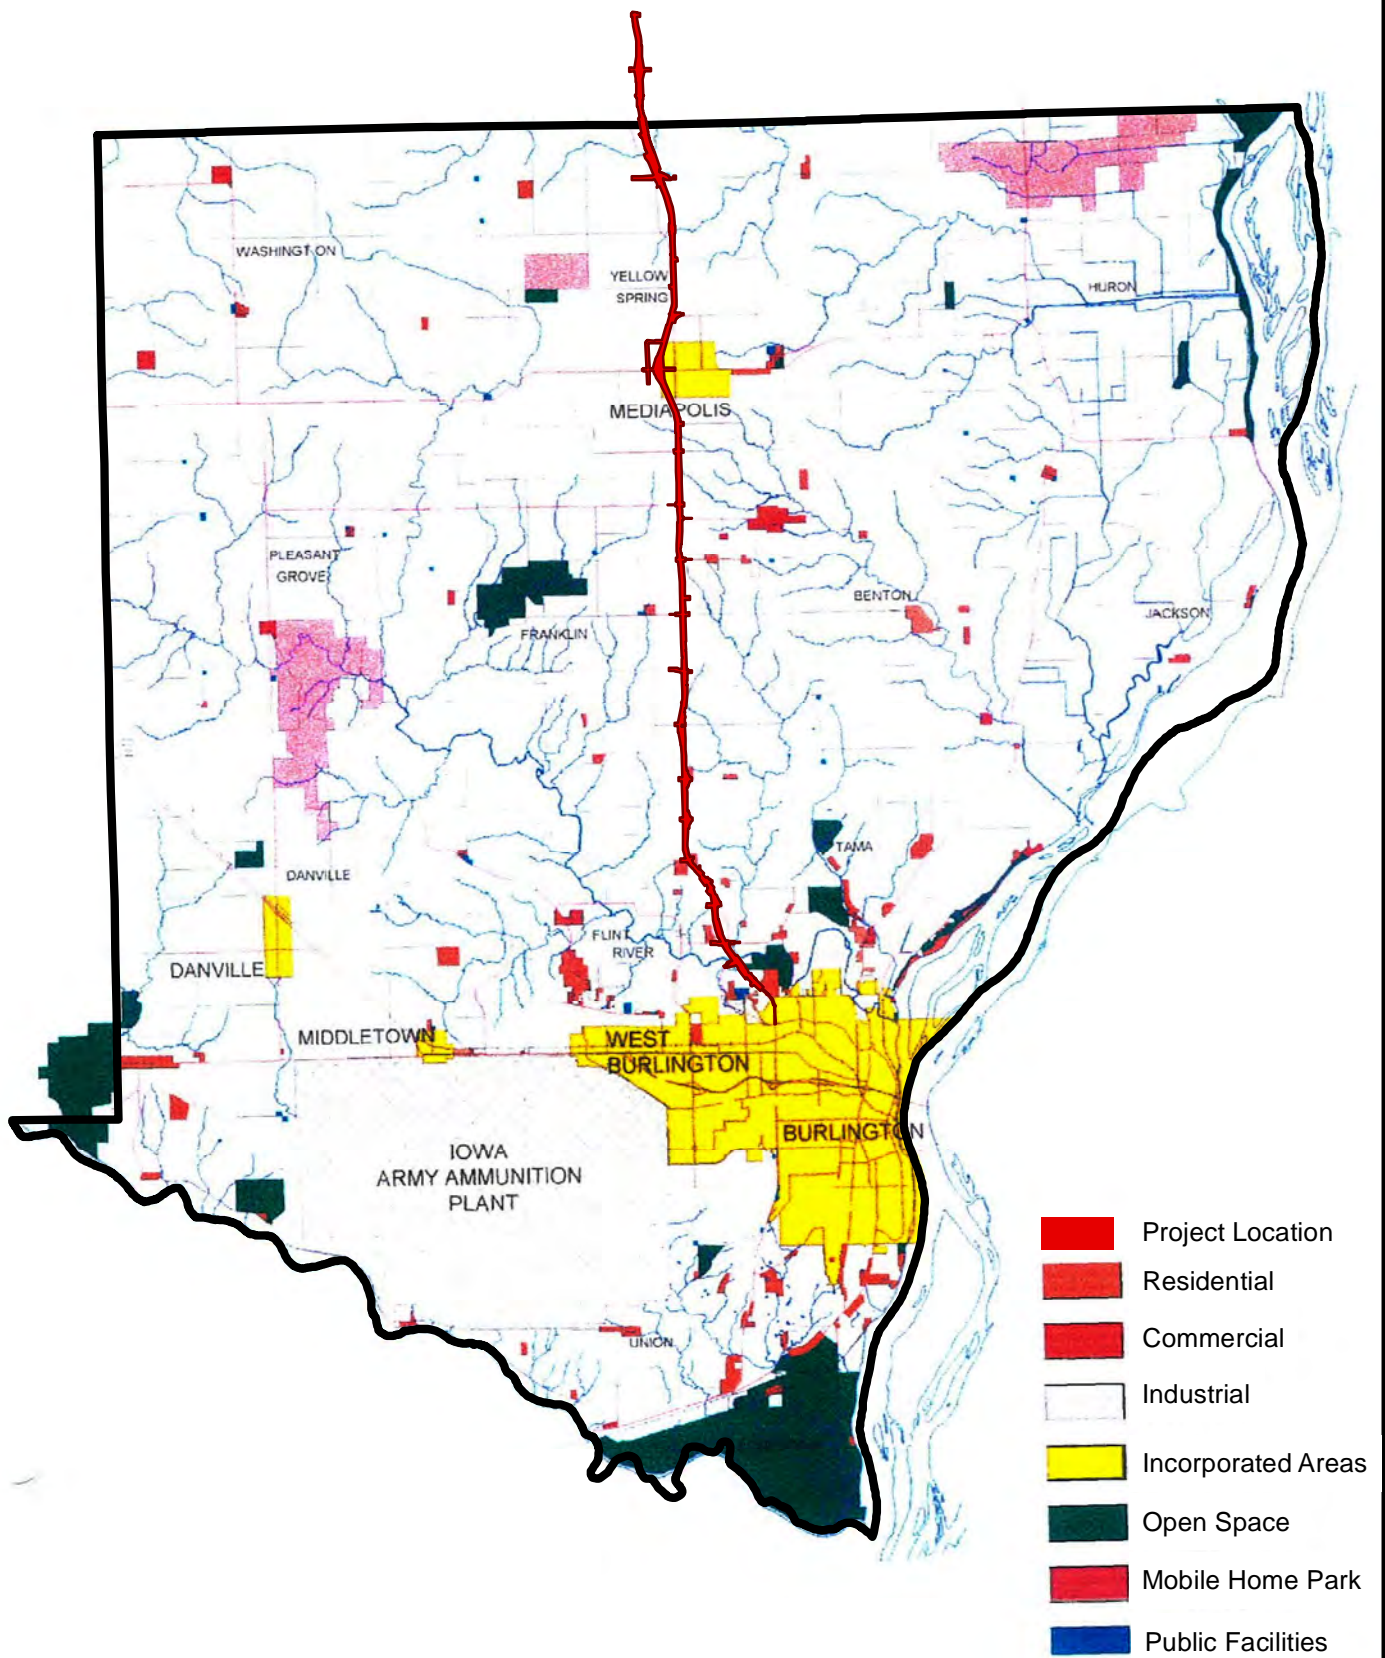 WASHINGTON
YELLOW
SPRING
HURON
MEDIAPOLIS
PLEASANT
GROVE
FRANKLIN
BENTON
JACKSON
TAMA
DANVILLE
FLINT
RIVER
DANVILLE
MIDDLETOWN
WEST
BURLINGTON
BURLINGTON
IOWA
ARMY AMMUNITION
PLANT
UNION
Project Location
Residential
Commercial
Industrial
Incorporated Areas
Open Space
Mobile Home Park
Public Facilities